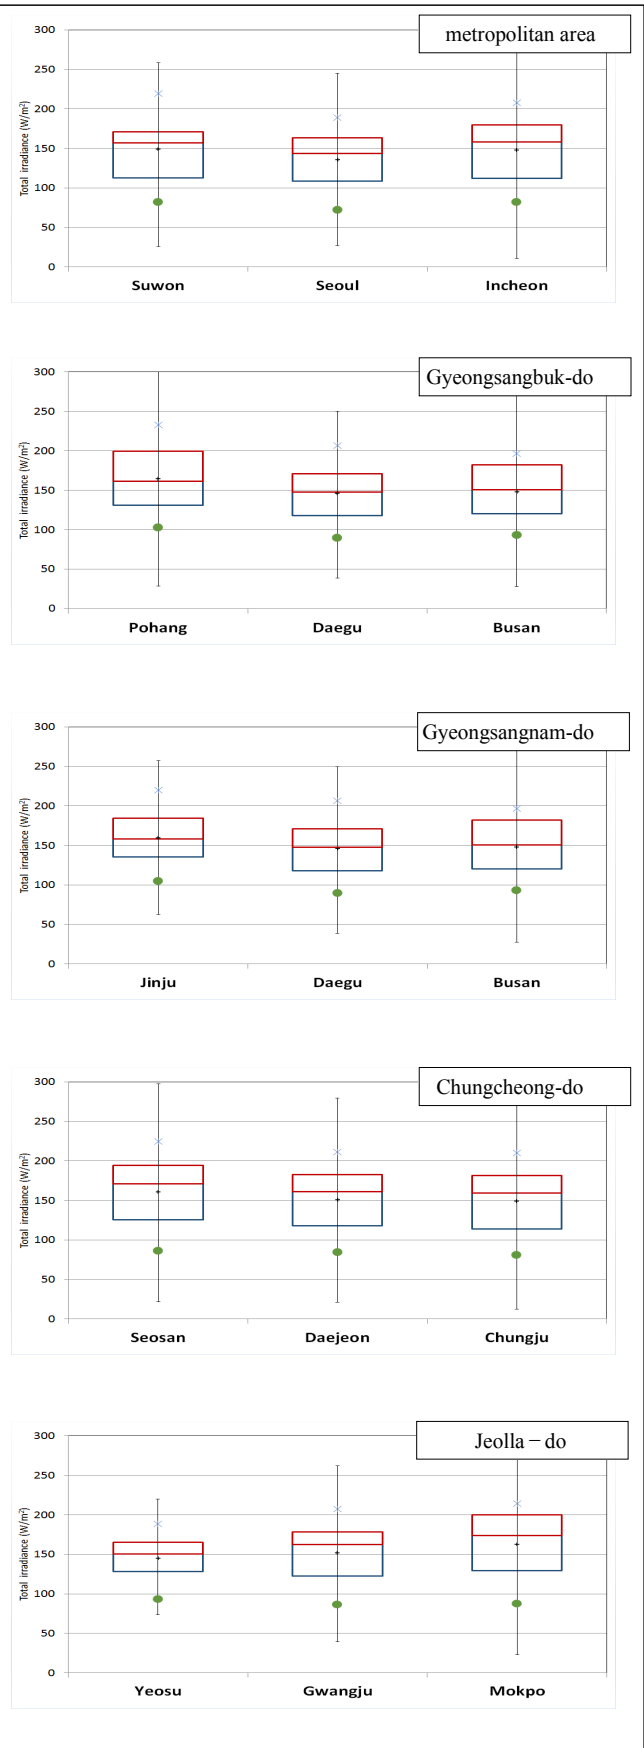 metropolitan area
300
250
200
150
100
50
0
Total irradiance (W/m²)
Suwon Seoul Incheon
Gyeongsangbuk-do
300
250
200
150
100
50
0
Total irradiance (W/m²)
Pohang Daegu Busan
Gyeongsangnam-do
300
250
200
150
100
50
0
Total irradiance (W/m²)
Jinju Daegu Busan
Chungcheong-do
300
250
200
150
100
50
0
Total irradiance (W/m²)
Seosan Daejeon Chungju
Jeolla – do
300
250
200
150
100
50
0
Total irradiance (W/m²)
Yeosu Gwangju Mokpo